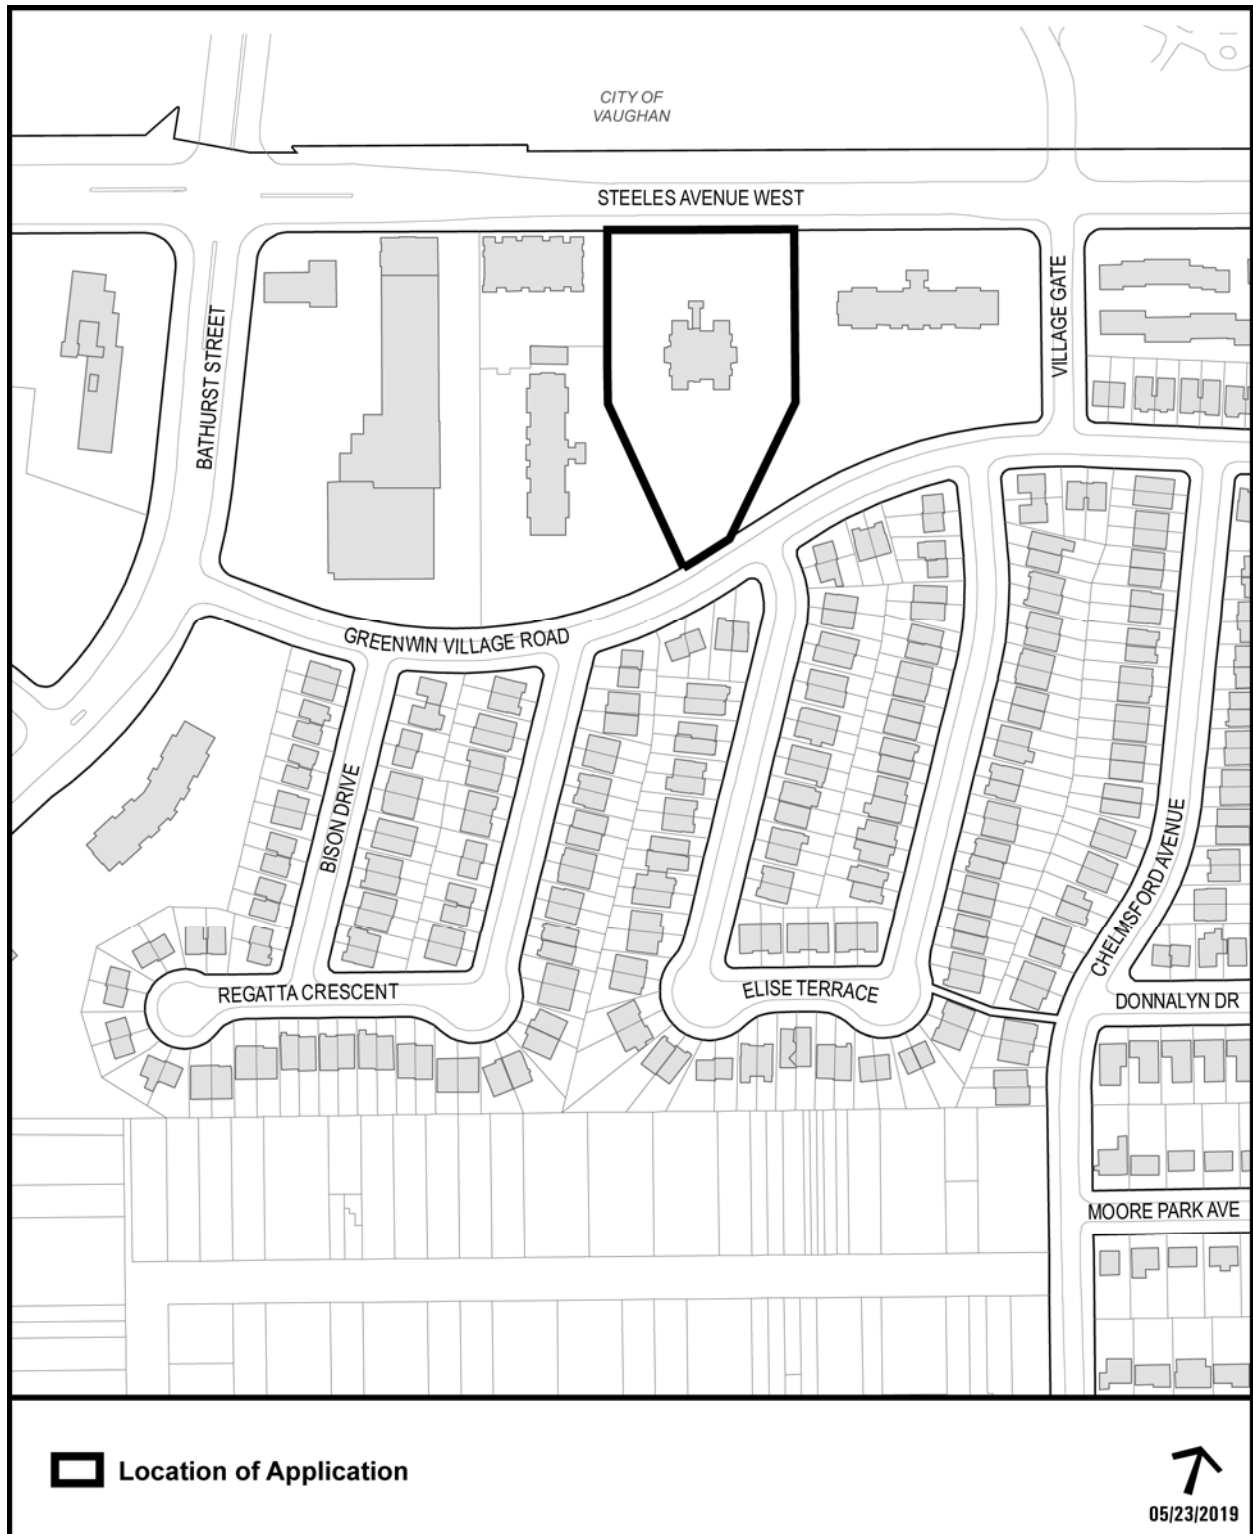 CITY OF
VAUGHAN
STEELES AVENUE WEST
BATHURST STREET
VILLAGE GATE
GREENWIN VILLAGE ROAD
BISON DRIVE
CHELMSFORD AVENUE
REGATTA CRESCENT
ELISE TERRACE
DONNALYN DR
MOORE PARK AVE
Location of Application
05/23/2019